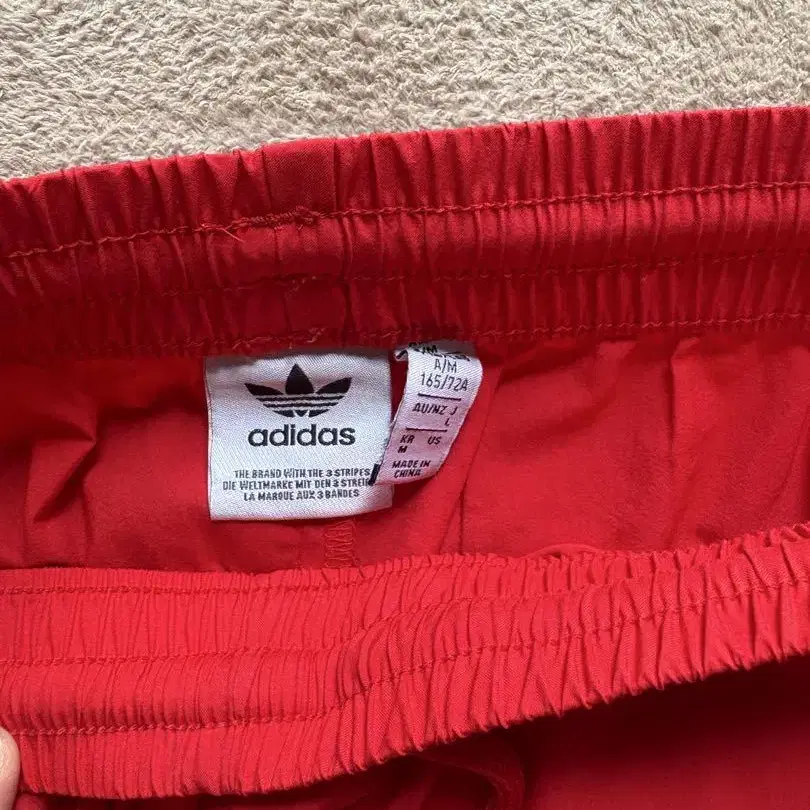 adidas
THE BRAND WITH THE 3 STRIPES
DIE WELTMARKE MIT DEN 3 STREIF
LA MARQUE AUX 3 BANDES
A/M
165/72A
AU/NZ J
L
KR US
M
MADE IN
CHINA